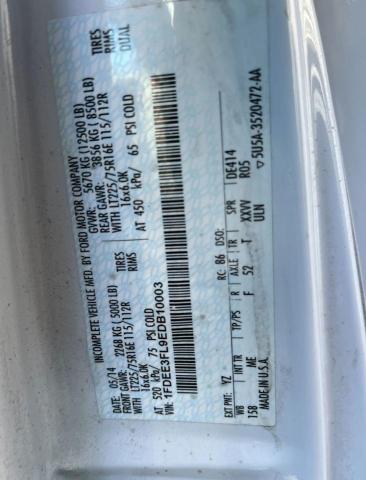 INCOMPLETE VEHICLE MFD. BY FORD MOTOR COMPANY
DATE: 05/14 GVWR: 5670 KG (12500 LB)
FRONT GAWR: 2268 KG (5000 LB) REAR GAWR: 3856 KG (8500 LB)
WITH LT225/75R16E 115/112R TIRES WITH LT225/75R16E 115/112R TIRES
16x6.0K RIMS 16x6.0K RIMS
AT 520 kPa/ 75 PSI COLD AT 450 kPa/ 65 PSI COLD DUAL
1FDEE3FL9EDB10003
EXT PNT: YZ RC: 86 DSO: DE414
WB INT TR TP/PS R AXLE TR SPR R05
158 ME F 52 T XXVV
MADE IN U.S.A. ULN
▽5U5A-3520472-AA